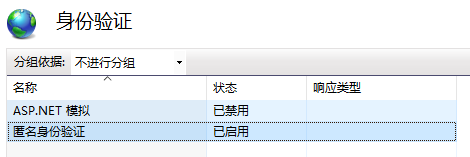 身份验证
分组依据: 不进行分组
名称 状态 响应类型
ASP.NET 模拟 已禁用
匿名身份验证 已启用